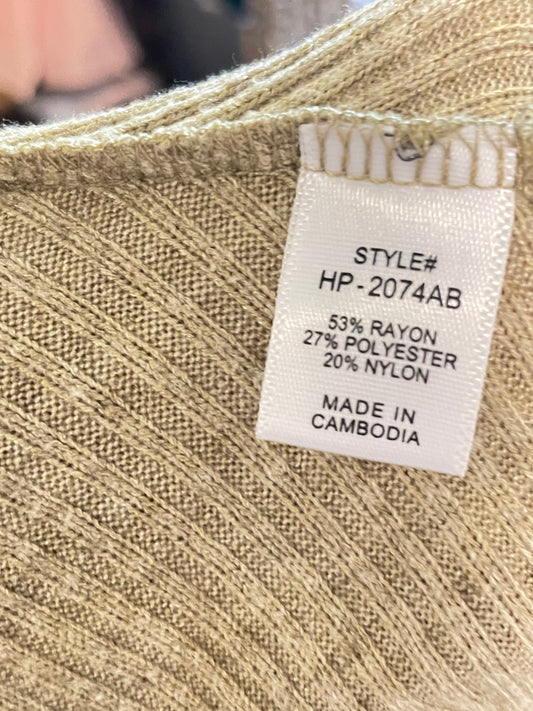 STYLE#
HP-2074AB
53% RAYON
27% POLYESTER
20% NYLON
MADE IN
CAMBODIA